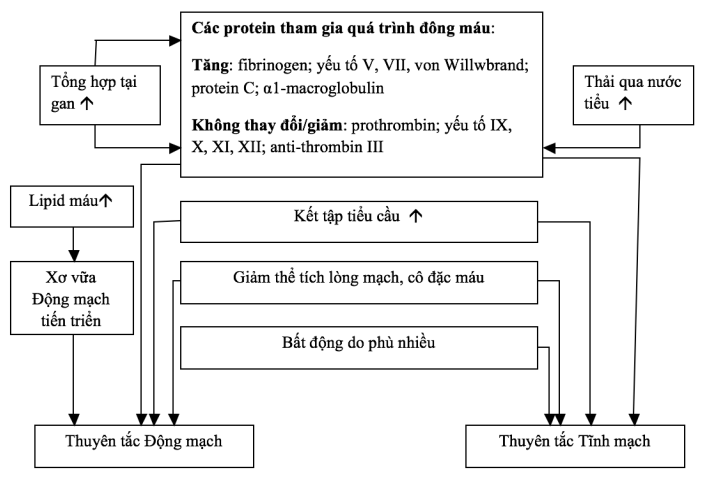 Các protein tham gia quá trình đông máu:
Tăng: fibrinogen; yếu tố V, VII, von Willwbrand;
protein C; α1-macroglobulin
Không thay đổi/giảm: prothrombin; yếu tố IX,
X, XI, XII; anti-thrombin III
Tổng hợp tại
gan ↑
Thải qua nước
tiểu ↑
Lipid máu↑
Kết tập tiểu cầu ↑
Xơ vữa
Động mạch
tiến triển
Giảm thể tích lòng mạch, cô đặc máu
Bất động do phù nhiều
Thuyên tắc Động mạch
Thuyên tắc Tĩnh mạch